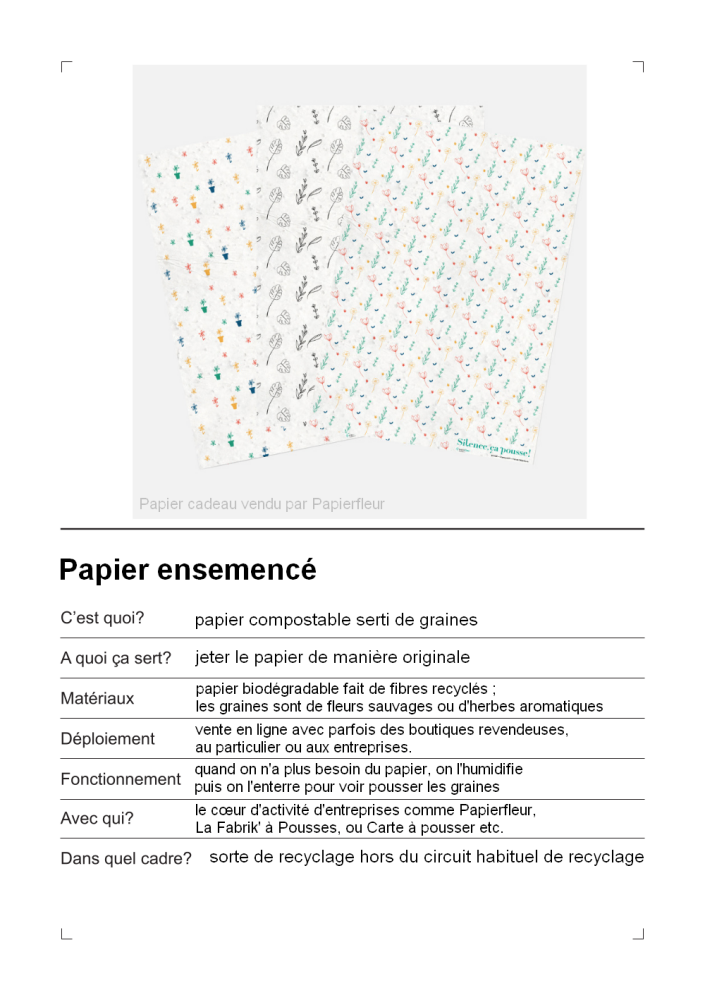 Silence, ça pousse!
Papier cadeau vendu par Papierfleur
Papier ensemencé
C'est quoi? papier compostable serti de graines
A quoi ça sert? jeter le papier de manière originale
Matériaux papier biodégradable fait de fibres recyclés ;
les graines sont de fleurs sauvages ou d'herbes aromatiques
Déploiement vente en ligne avec parfois des boutiques revendeuses,
au particulier ou aux entreprises.
Fonctionnement quand on n'a plus besoin du papier, on l'humidifie
puis on l'enterre pour voir pousser les graines
Avec qui? le cœur d'activité d'entreprises comme Papierfleur,
La Fabrik' à Pousses, ou Carte à pousser etc.
Dans quel cadre? sorte de recyclage hors du circuit habituel de recyclage